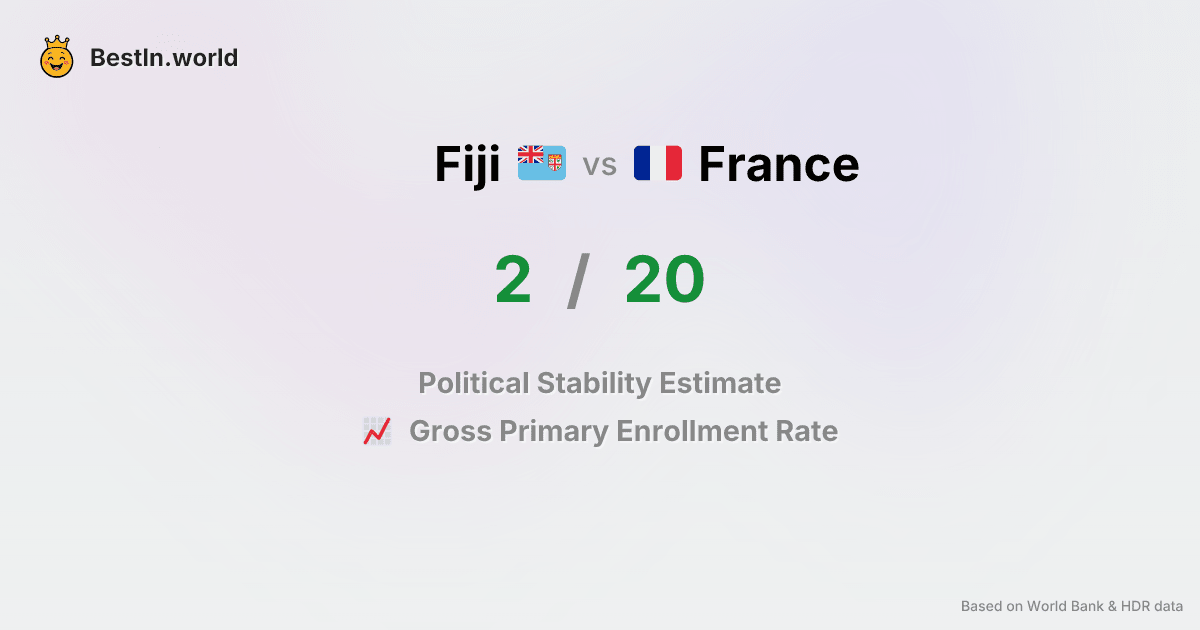 BestIn.world
Fiji vs France
2 / 20
Political Stability Estimate
Gross Primary Enrollment Rate
Based on World Bank & HDR data